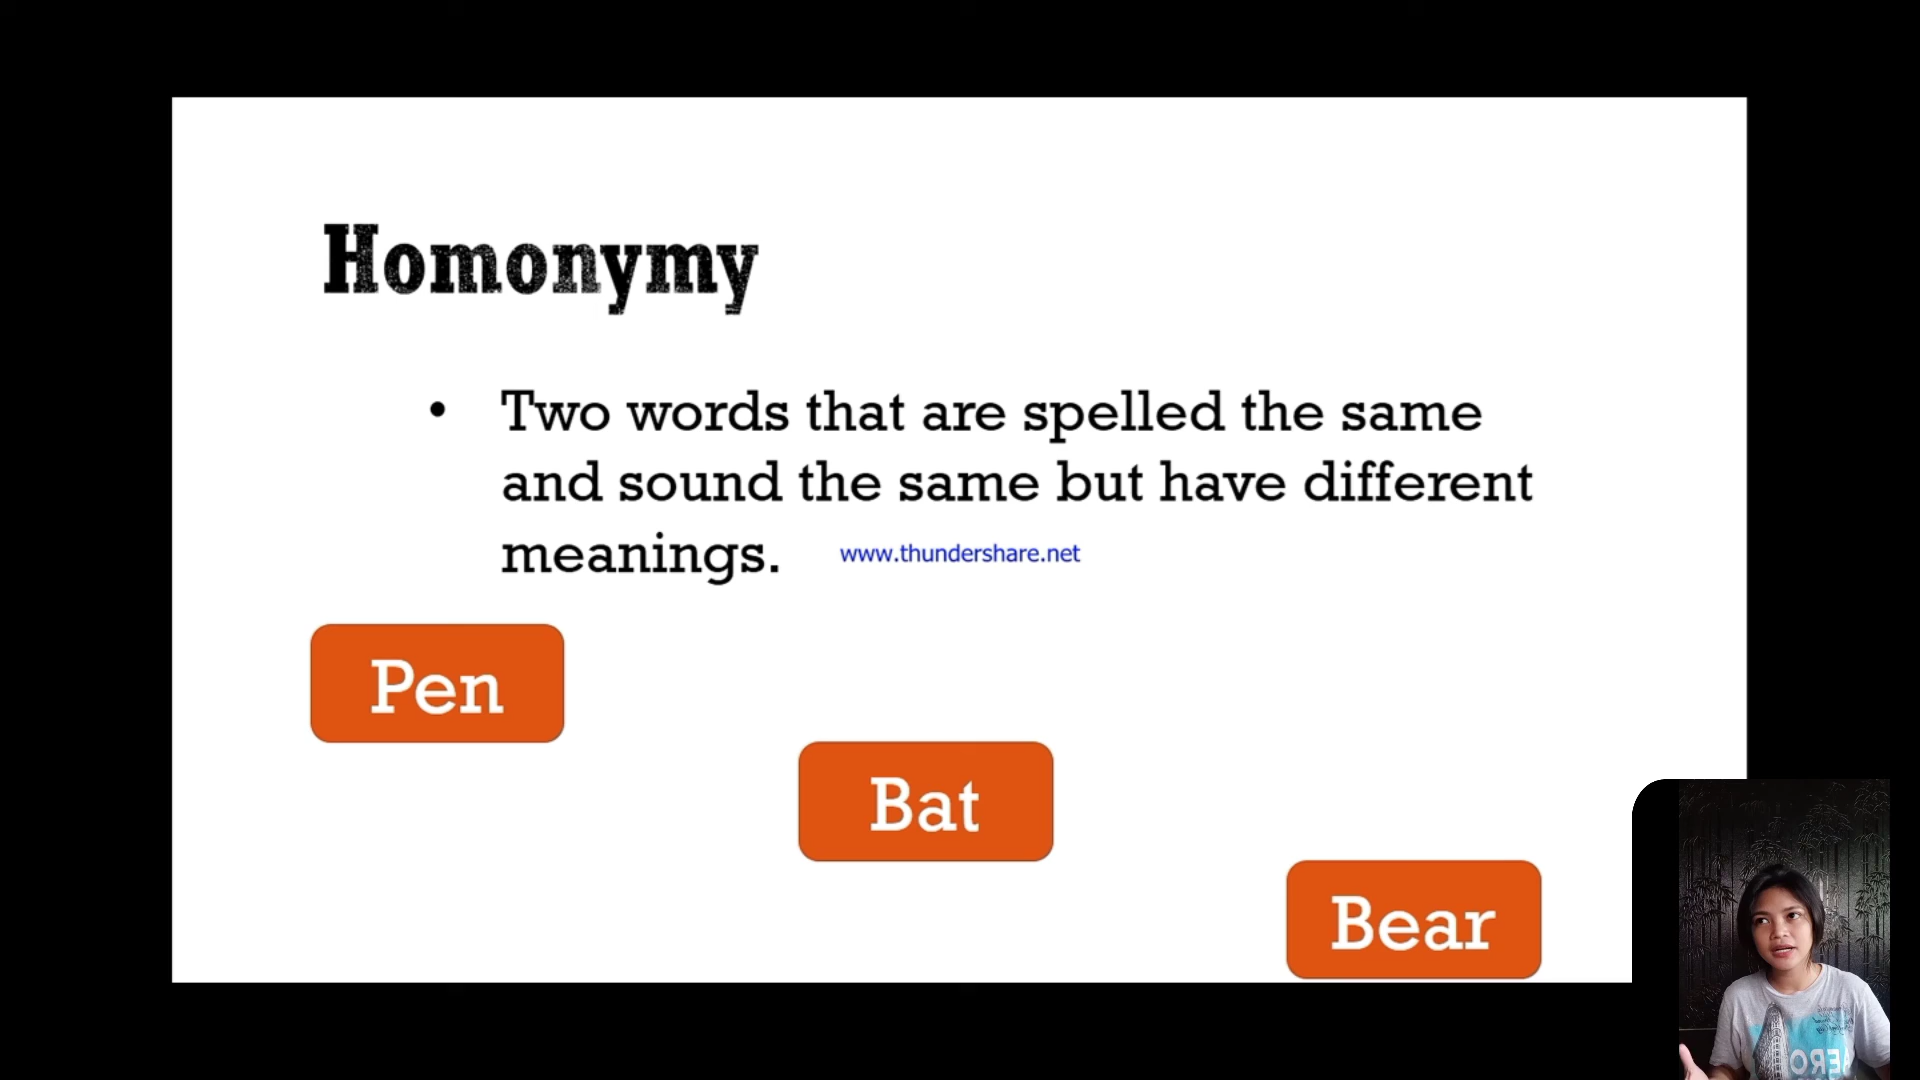 Homonymy
• Two words that are spelled the same
and sound the same but have different
meanings.
www.thundershare.net
Pen
Bat
Bear